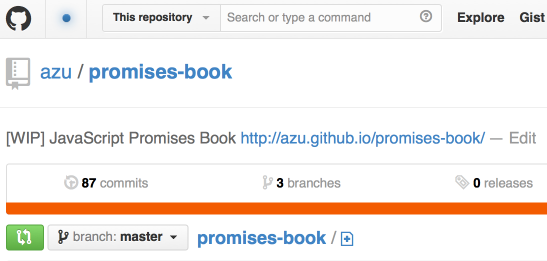 This repository Search or type a command Explore Gist
azu / promises-book
[WIP] JavaScript Promises Book http://azu.github.io/promises-book/ — Edit
87 commits 3 branches 0 releases
branch: master promises-book /